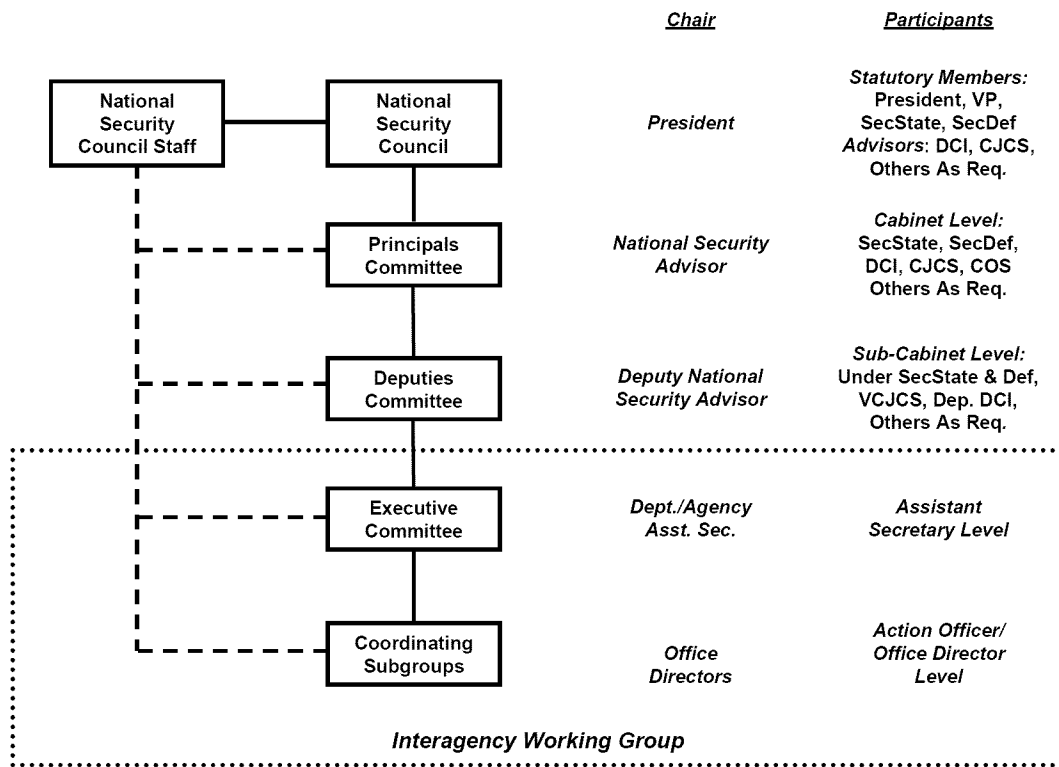 Chair
Participants
National
Security
Council Staff
National
Security
Council
President
Statutory Members:
President, VP,
SecState, SecDef
Advisors: DCI, CJCS,
Others As Req.
Principals
Committee
National Security
Advisor
Cabinet Level:
SecState, SecDef,
DCI, CJCS, COS
Others As Req.
Deputies
Committee
Deputy National
Security Advisor
Sub-Cabinet Level:
Under SecState & Def,
VCJCS, Dep. DCI,
Others As Req.
Executive
Committee
Dept./Agency
Asst. Sec.
Assistant
Secretary Level
Coordinating
Subgroups
Office
Directors
Action Officer/
Office Director
Level
Interagency Working Group